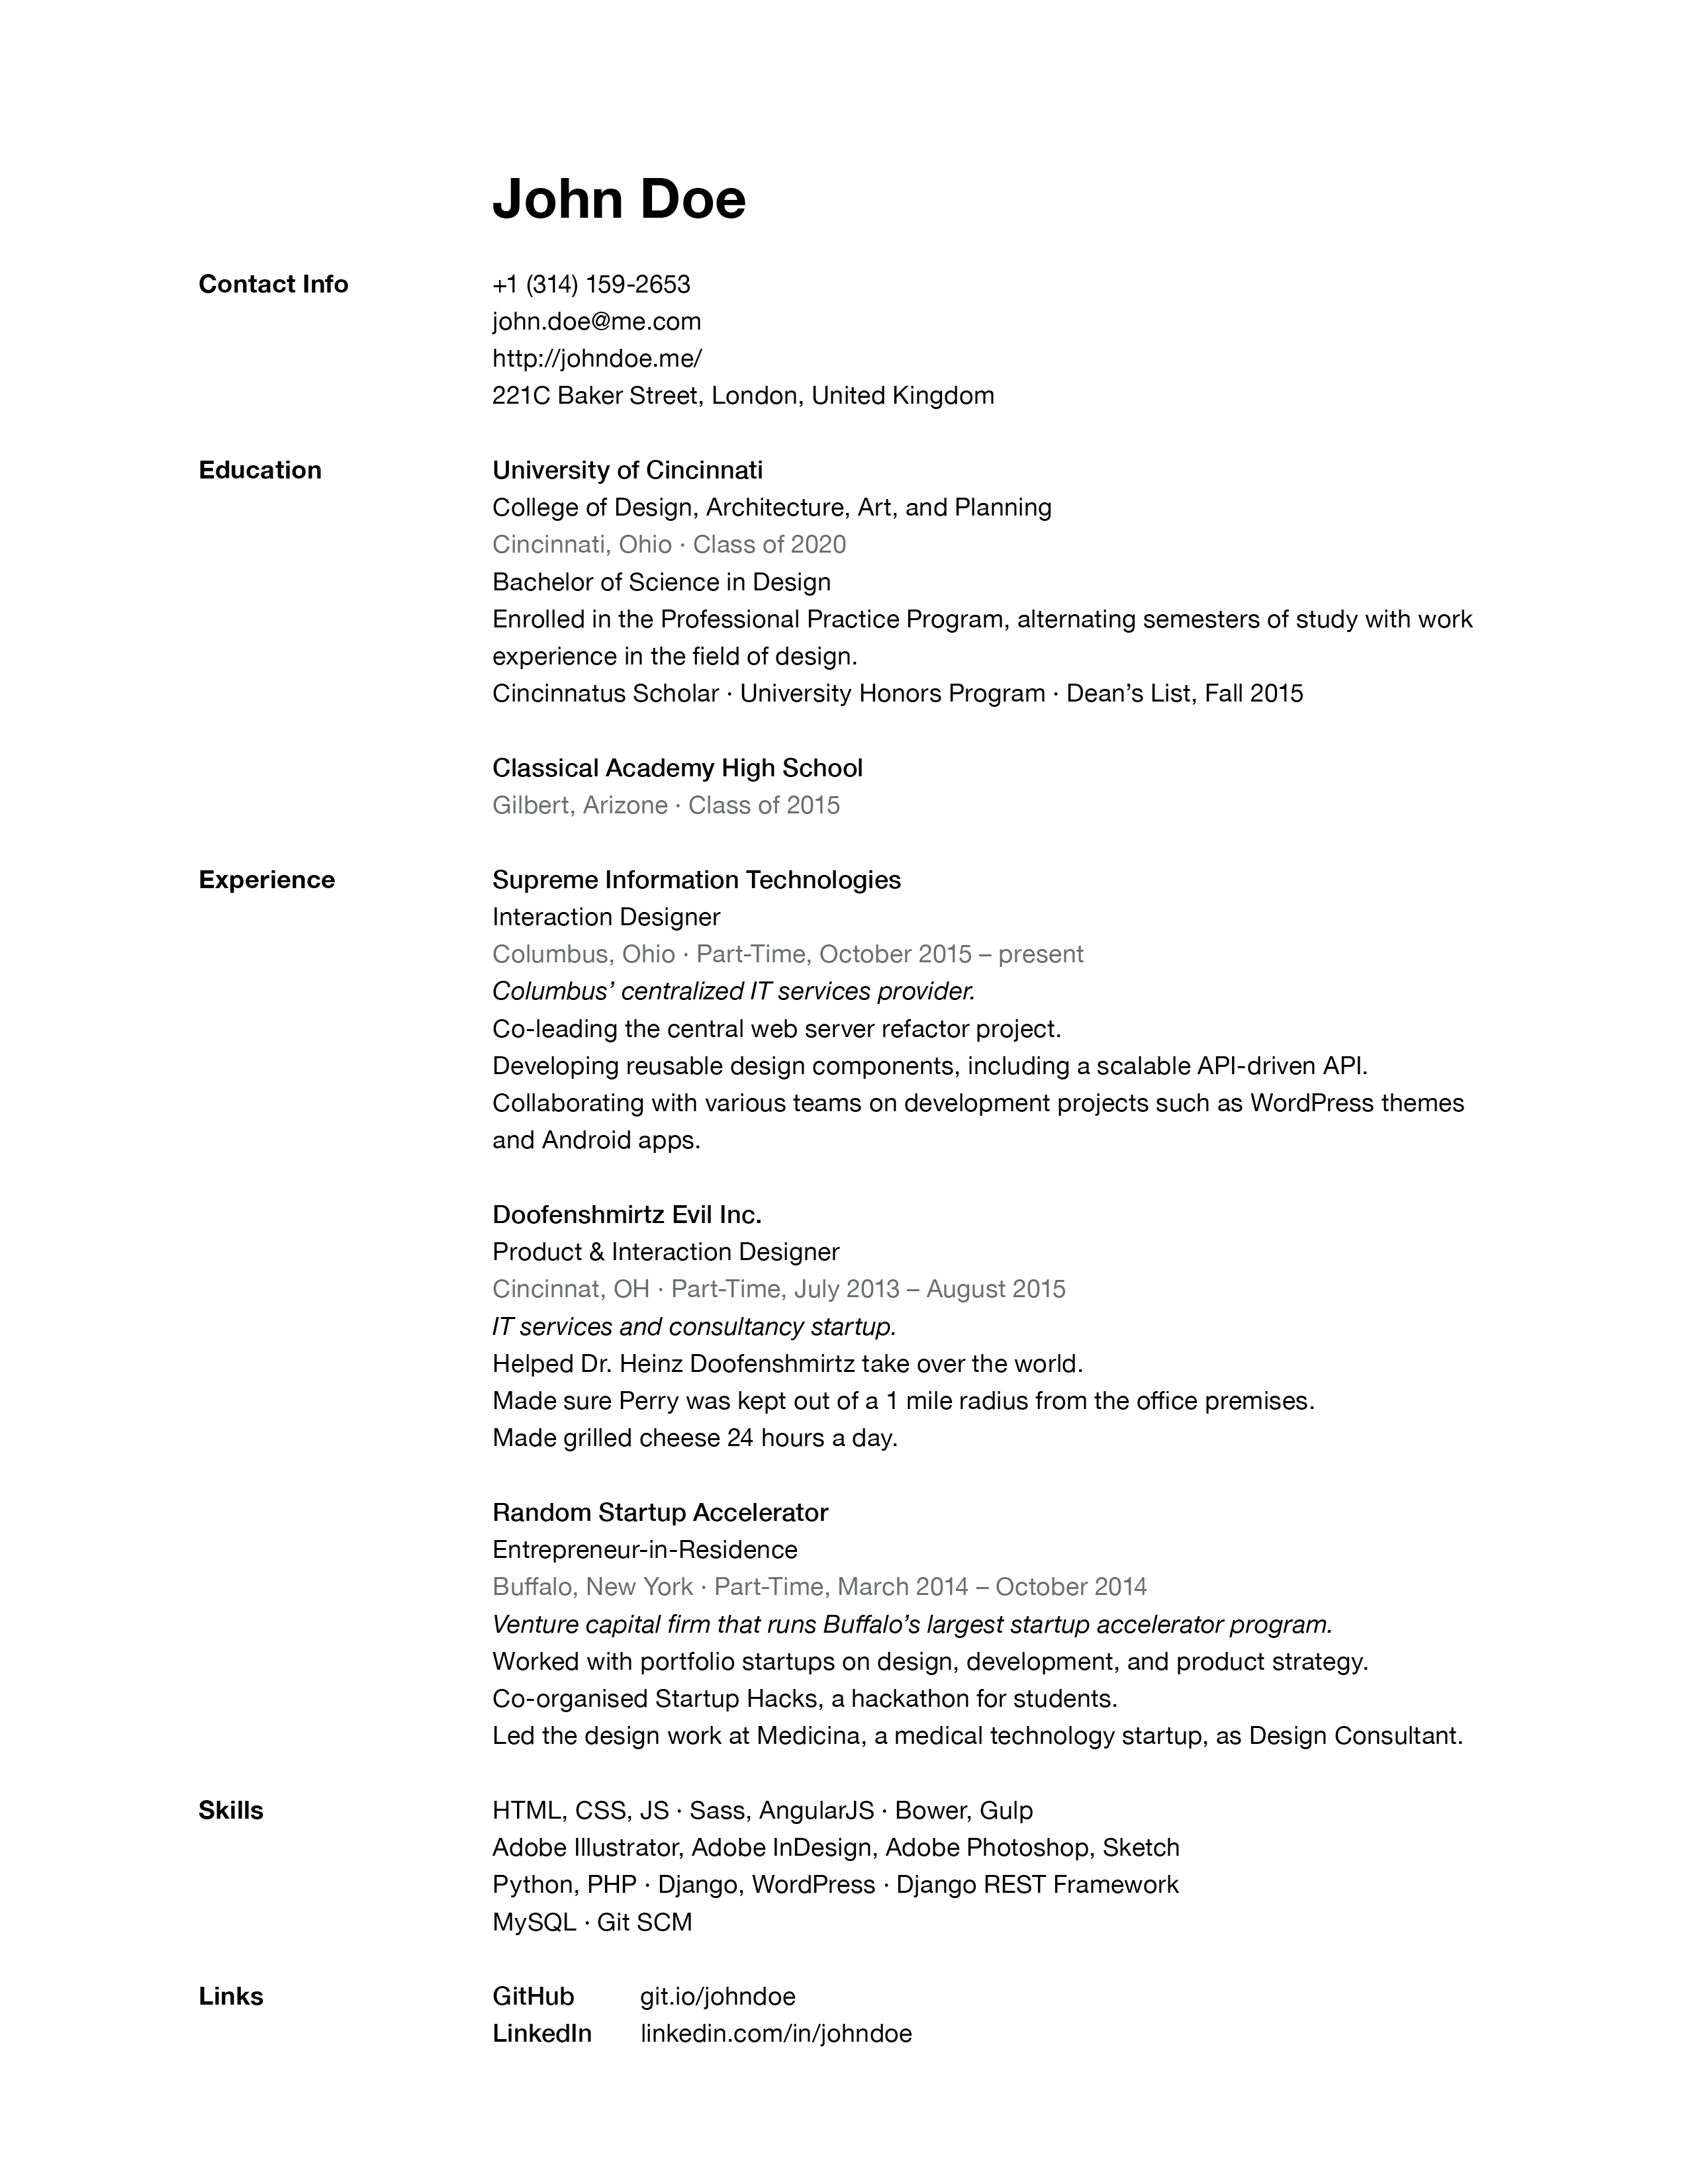 John Doe
Contact Info
+1 (314) 159-2653
john.doe@me.com
http://johndoe.me/
221C Baker Street, London, United Kingdom
Education
University of Cincinnati
College of Design, Architecture, Art, and Planning
Cincinnati, Ohio · Class of 2020
Bachelor of Science in Design
Enrolled in the Professional Practice Program, alternating semesters of study with work
experience in the field of design.
Cincinnatus Scholar · University Honors Program · Dean’s List, Fall 2015
Classical Academy High School
Gilbert, Arizone · Class of 2015
Experience
Supreme Information Technologies
Interaction Designer
Columbus, Ohio · Part-Time, October 2015 – present
Columbus’ centralized IT services provider.
Co-leading the central web server refactor project.
Developing reusable design components, including a scalable API-driven API.
Collaborating with various teams on development projects such as WordPress themes
and Android apps.
Doofenshmirtz Evil Inc.
Product & Interaction Designer
Cincinnat, OH · Part-Time, July 2013 – August 2015
IT services and consultancy startup.
Helped Dr. Heinz Doofenshmirtz take over the world.
Made sure Perry was kept out of a 1 mile radius from the office premises.
Made grilled cheese 24 hours a day.
Random Startup Accelerator
Entrepreneur-in-Residence
Buffalo, New York · Part-Time, March 2014 – October 2014
Venture capital firm that runs Buffalo’s largest startup accelerator program.
Worked with portfolio startups on design, development, and product strategy.
Co-organised Startup Hacks, a hackathon for students.
Led the design work at Medicina, a medical technology startup, as Design Consultant.
Skills
HTML, CSS, JS · Sass, AngularJS · Bower, Gulp
Adobe Illustrator, Adobe InDesign, Adobe Photoshop, Sketch
Python, PHP · Django, WordPress · Django REST Framework
MySQL · Git SCM
Links
GitHub git.io/johndoe
LinkedIn linkedin.com/in/johndoe